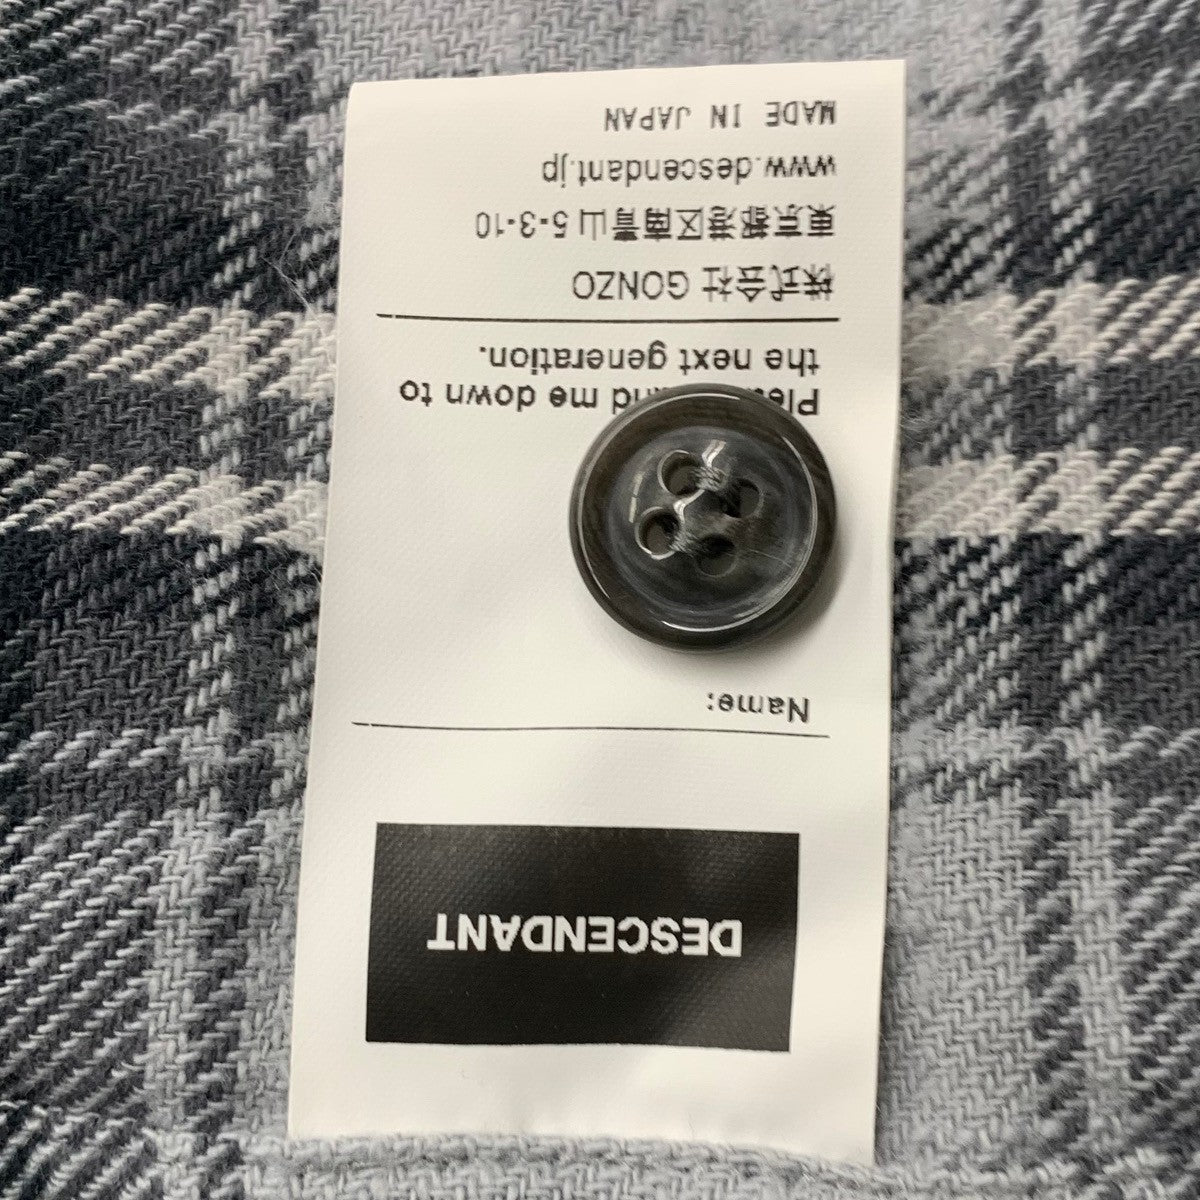 DESCENDANT
Name:
me down to
the next generation.
株式会社 GONZO
東京都港区南青山 5-3-10
www.descendant.jp
MADE IN JAPAN